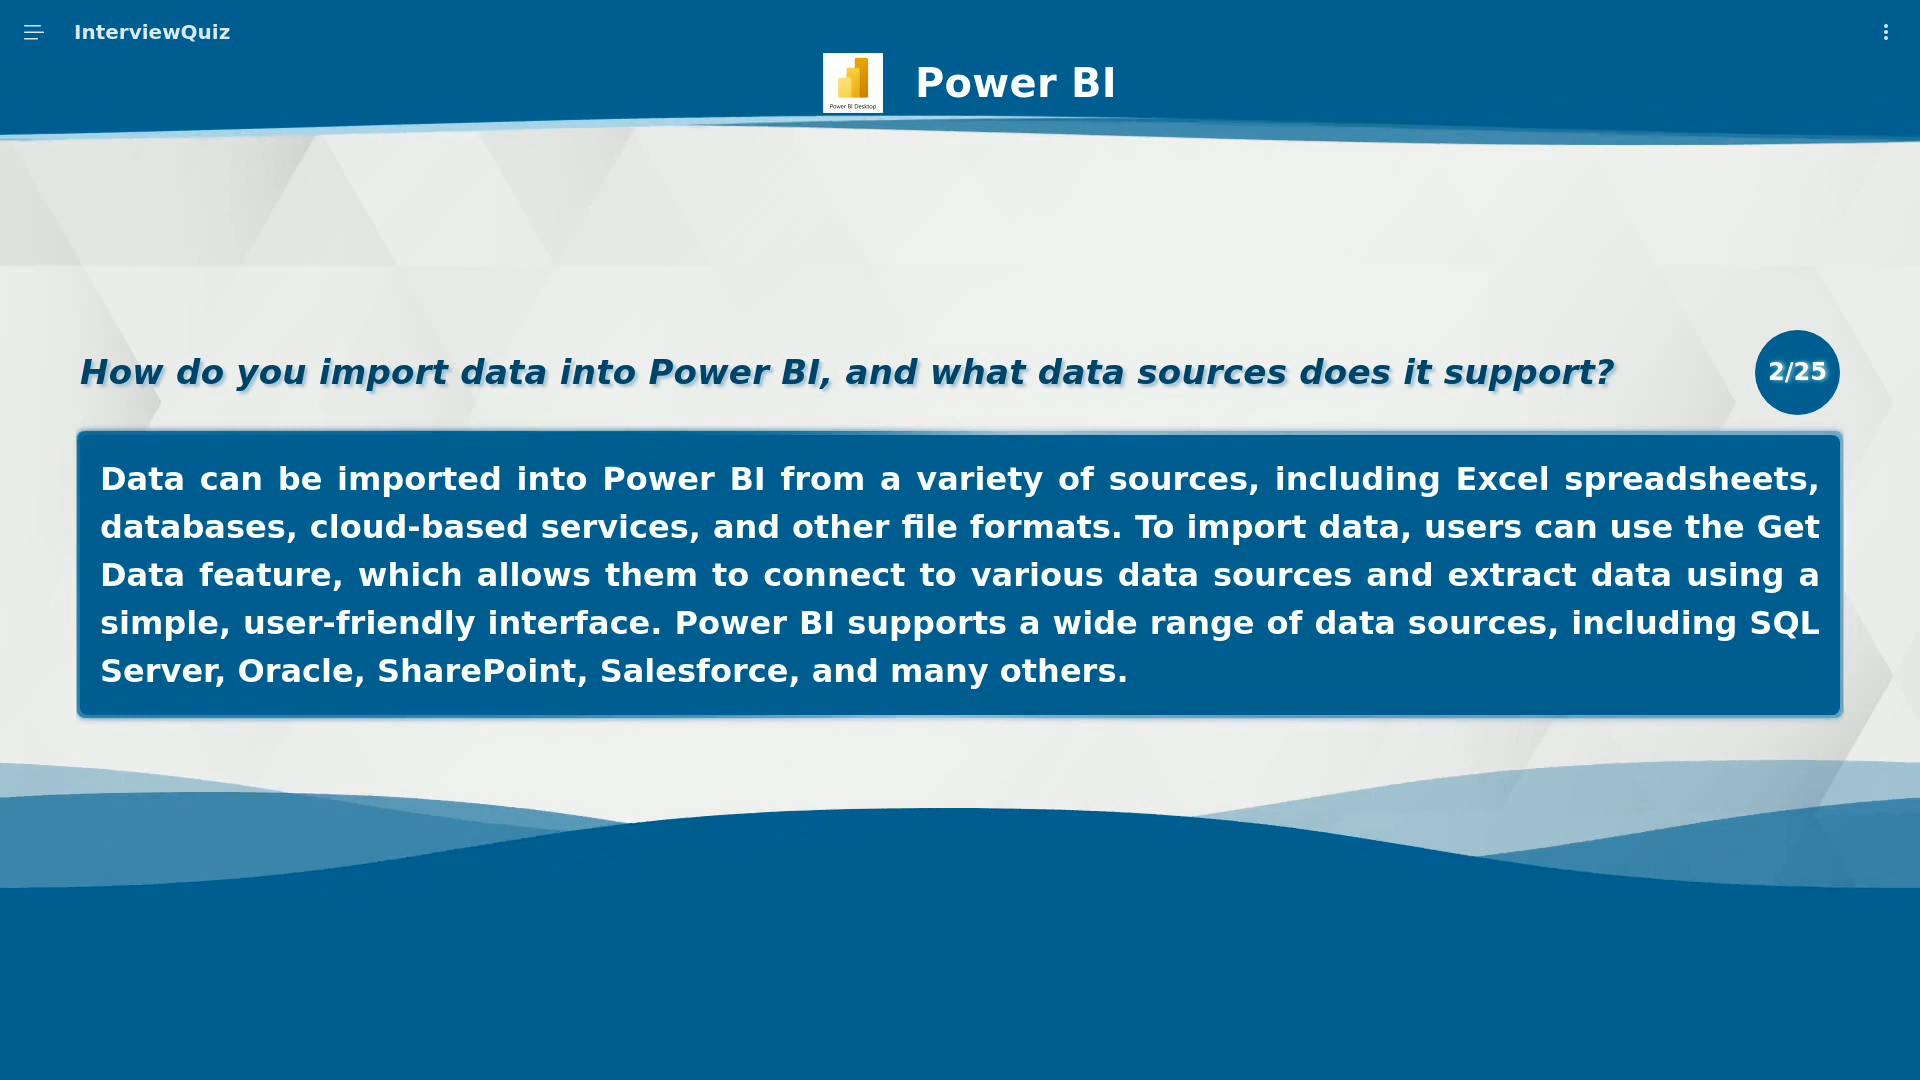 InterviewQuiz
Power BI Desktop
Power BI
How do you import data into Power BI, and what data sources does it support?
2/25
Data can be imported into Power BI from a variety of sources, including Excel spreadsheets,
databases, cloud-based services, and other file formats. To import data, users can use the Get
Data feature, which allows them to connect to various data sources and extract data using a
simple, user-friendly interface. Power BI supports a wide range of data sources, including SQL
Server, Oracle, SharePoint, Salesforce, and many others.